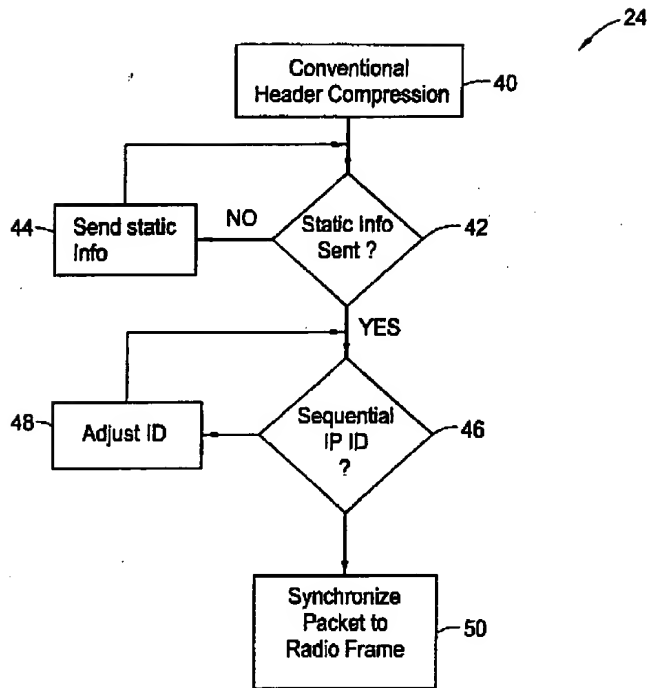 24
Conventional
Header Compression
40
44
Send static
Info
NO
Static Info
Sent ?
42
YES
48
Adjust ID
Sequential
IP ID
?
46
Synchronize
Packet to
Radio Frame
50